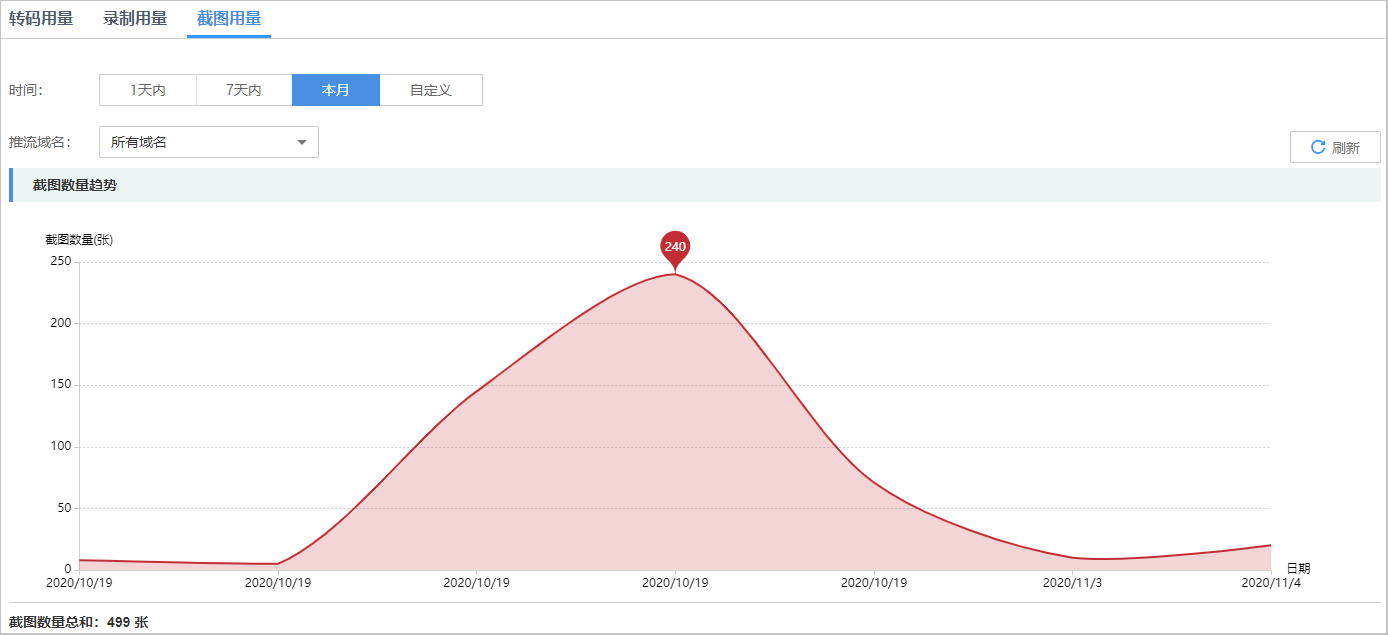 转码用量 录制用量 截图用量
时间： 1天内 7天内 本月 自定义
推流域名： 所有域名
刷新
截图数量趋势
截图数量(张)
240
250
200
150
100
50
0
日期
2020/10/19 2020/10/19 2020/10/19 2020/10/19 2020/10/19 2020/11/3 2020/11/4
截图数量总和：499 张